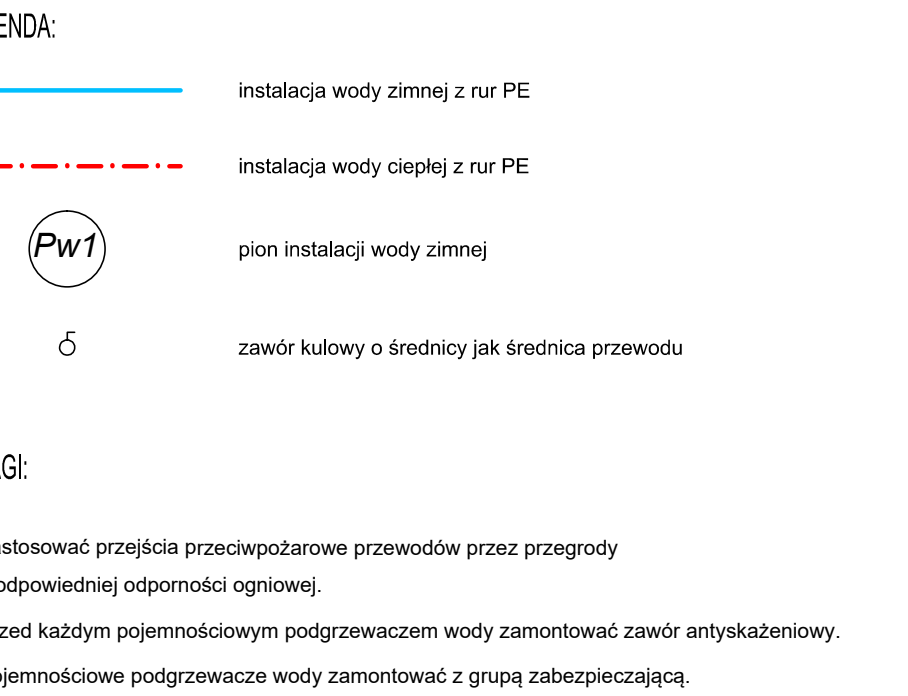 ENDA:
instalacja wody zimnej z rur PE
instalacja wody ciepłej z rur PE
Pw1
pion instalacji wody zimnej
zawór kulowy o średnicy jak średnica przewodu
GI:
stosować przejścia przeciwpożarowe przewodów przez przegrody
odpowiedniej odporności ogniowej.
zed każdym pojemnościowym podgrzewaczem wody zamontować zawór antyskażeniowy.
ojemnościowe podgrzewacze wody zamontować z grupą zabezpieczającą.